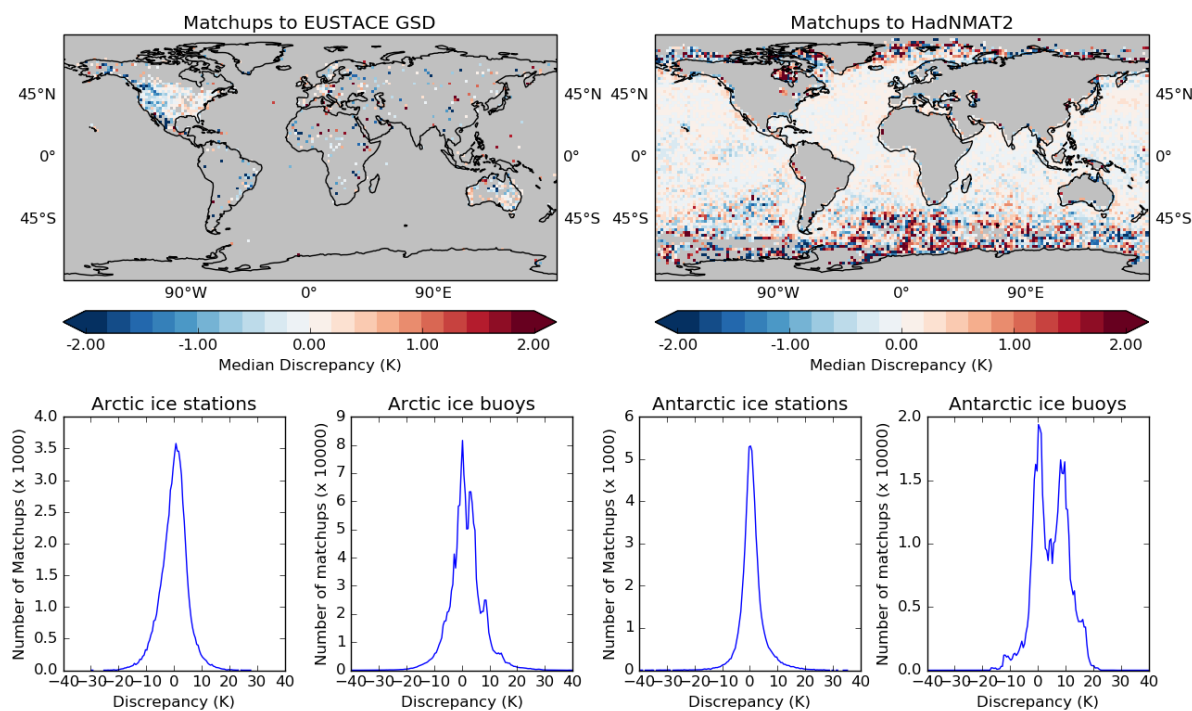 Matchups to EUSTACE GSD
Matchups to HadNMAT2
45°N
0°
45°S
45°N
0°
45°S
90°W 0° 90°E
90°W 0° 90°E
-2.00 -1.00 0.00 1.00 2.00
Median Discrepancy (K)
-2.00 -1.00 0.00 1.00 2.00
Median Discrepancy (K)
Arctic ice stations
Number of Matchups (x 10000)
4.0
3.5
3.0
2.5
2.0
1.5
1.0
0.5
0.0
−40−30−20−10 0 10 20 30 40
Discrepancy (K)
Arctic ice buoys
Number of matchups (x 10000)
9
8
7
6
5
4
3
2
1
0
−40−30−20−10 0 10 20 30 40
Discrepancy (K)
Antarctic ice stations
Number of Matchups (x 10000)
6
5
4
3
2
1
0
−40−30−20−10 0 10 20 30 40
Discrepancy (K)
Antarctic ice buoys
Number of matchups (x 10000)
2.0
1.5
1.0
0.5
0.0
−40−30−20−10 0 10 20 30 40
Discrepancy (K)